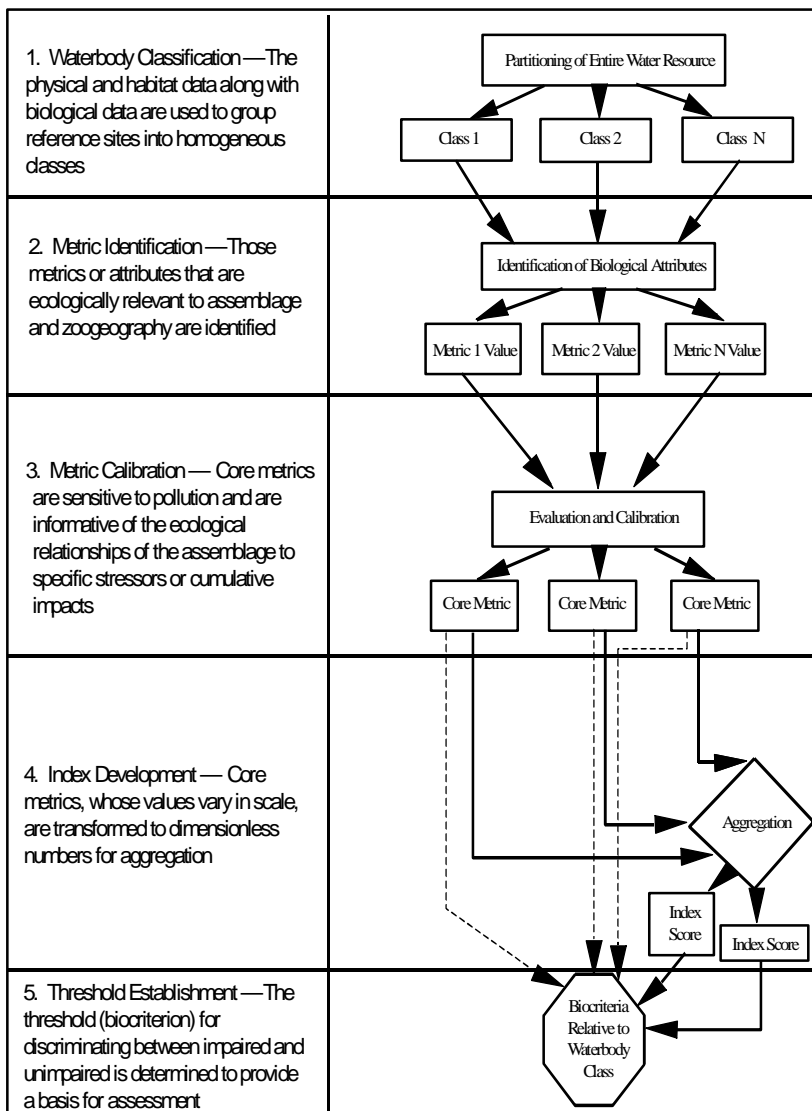 1. Waterbody Classification — The
physical and habitat data along with
biological data are used to group
reference sites into homogeneous
classes
Partitioning of Entire Water Resource
Class 1
Class 2
Class N
2. Metric Identification — Those
metrics or attributes that are
ecologically relevant to assemblage
and zoogeography are identified
Identification of Biological Attributes
Metric 1 Value
Metric 2 Value
Metric N Value
3. Metric Calibration — Core metrics
are sensitive to pollution and are
informative of the ecological
relationships of the assemblage to
specific stressors or cumulative
impacts
Evaluation and Calibration
Core Metric
Core Metric
Core Metric
4. Index Development — Core
metrics, whose values vary in scale,
are transformed to dimensionless
numbers for aggregation
Aggregation
Index
Score
Index Score
5. Threshold Establishment — The
threshold (biocriterion) for
discriminating between impaired and
unimpaired is determined to provide
a basis for assessment
Biocriteria
Relative to
Waterbody
Class